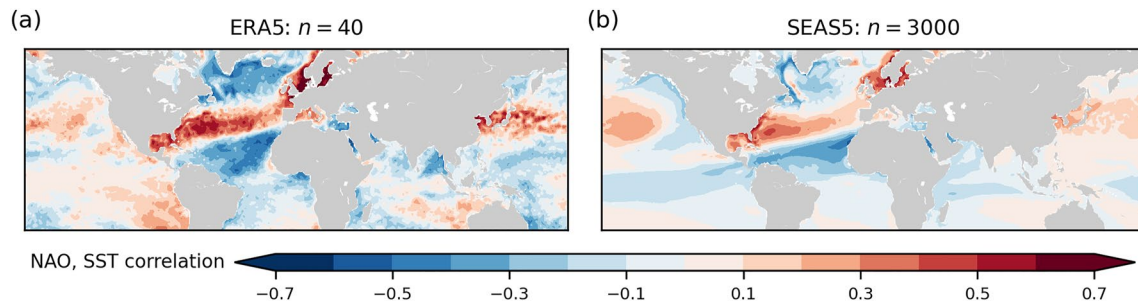 (a) ERA5: n = 40
(b) SEAS5: n = 3000
NAO, SST correlation
−0.7 −0.5 −0.3 −0.1 0.1 0.3 0.5 0.7